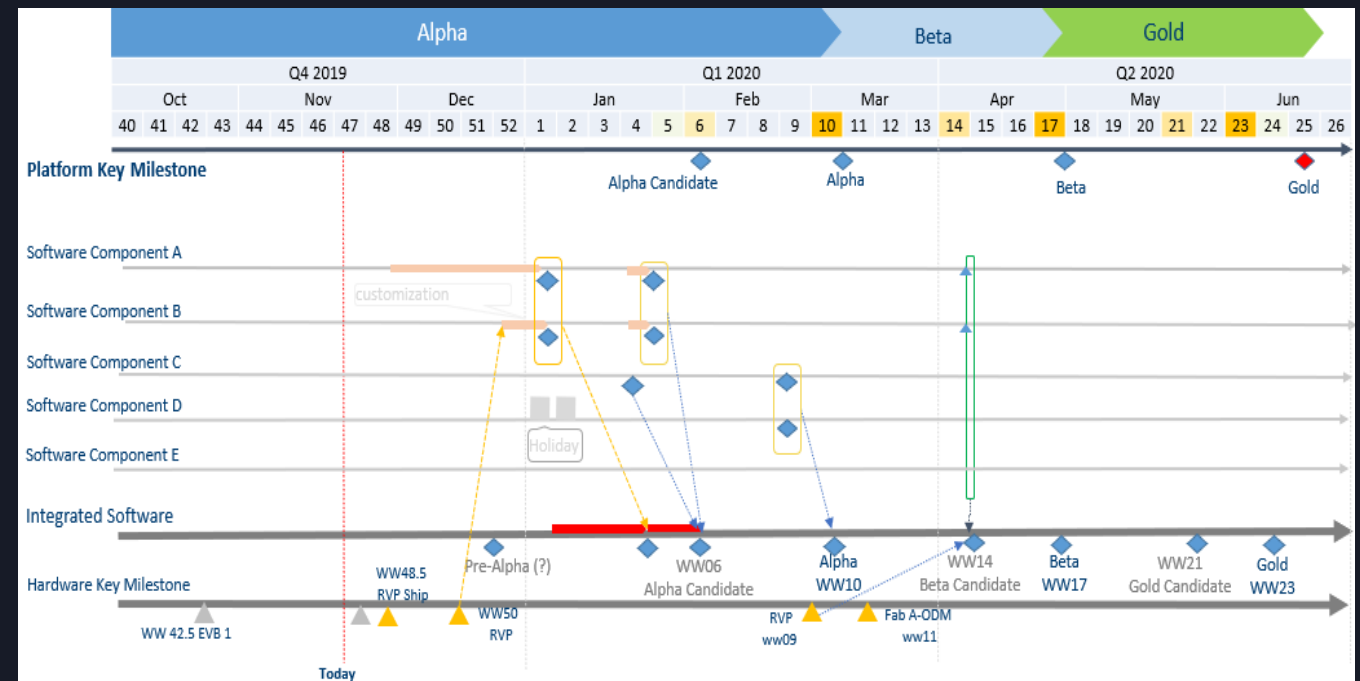 Alpha
Beta
Gold
Q4 2019
Q1 2020
Q2 2020
Oct
Nov
Dec
Jan
Feb
Mar
Apr
May
Jun
40 41 42 43 44 45 46 47 48 49 50 51 52 1 2 3 4 5 6 7 8 9 10 11 12 13 14 15 16 17 18 19 20 21 22 23 24 25 26
Platform Key Milestone
Alpha Candidate
Alpha
Beta
Gold
Software Component A
customization
Software Component B
Software Component C
Software Component D
Holiday
Software Component E
Integrated Software
Pre-Alpha (?)
WW06
Alpha Candidate
Alpha
WW10
WW14
Beta Candidate
Beta
WW17
WW21
Gold Candidate
Gold
WW23
Hardware Key Milestone
WW 42.5 EVB 1
WW48.5
RVP Ship
WW50
RVP
RVP
ww09
Fab A-ODM
ww11
Today